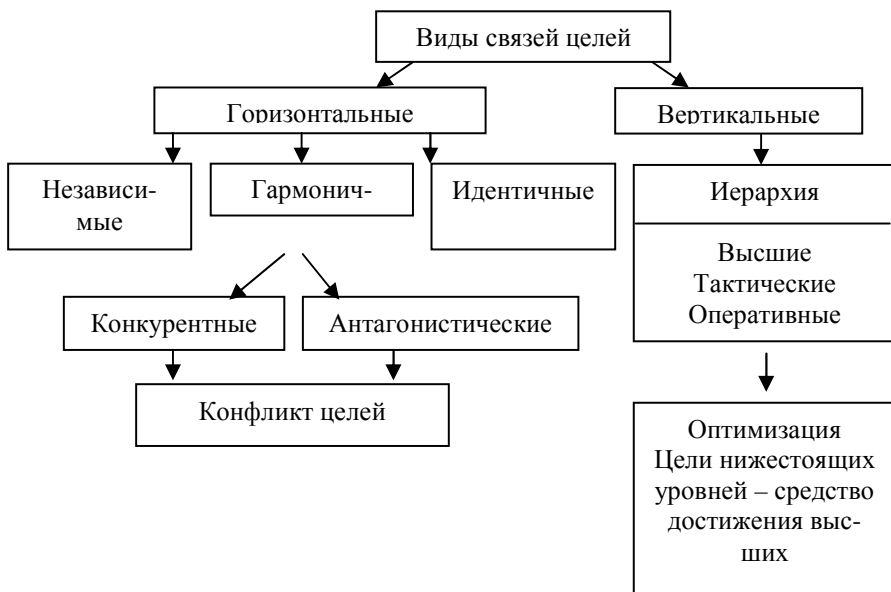 Виды связей целей
Горизонтальные
Вертикальные
Независи-
мые
Гармонич-
Идентичные
Иерархия
Высшие
Тактические
Оперативные
Конкурентные
Антагонистические
Конфликт целей
Оптимизация
Цели нижестоящих
уровней – средство
достижения выс-
ших